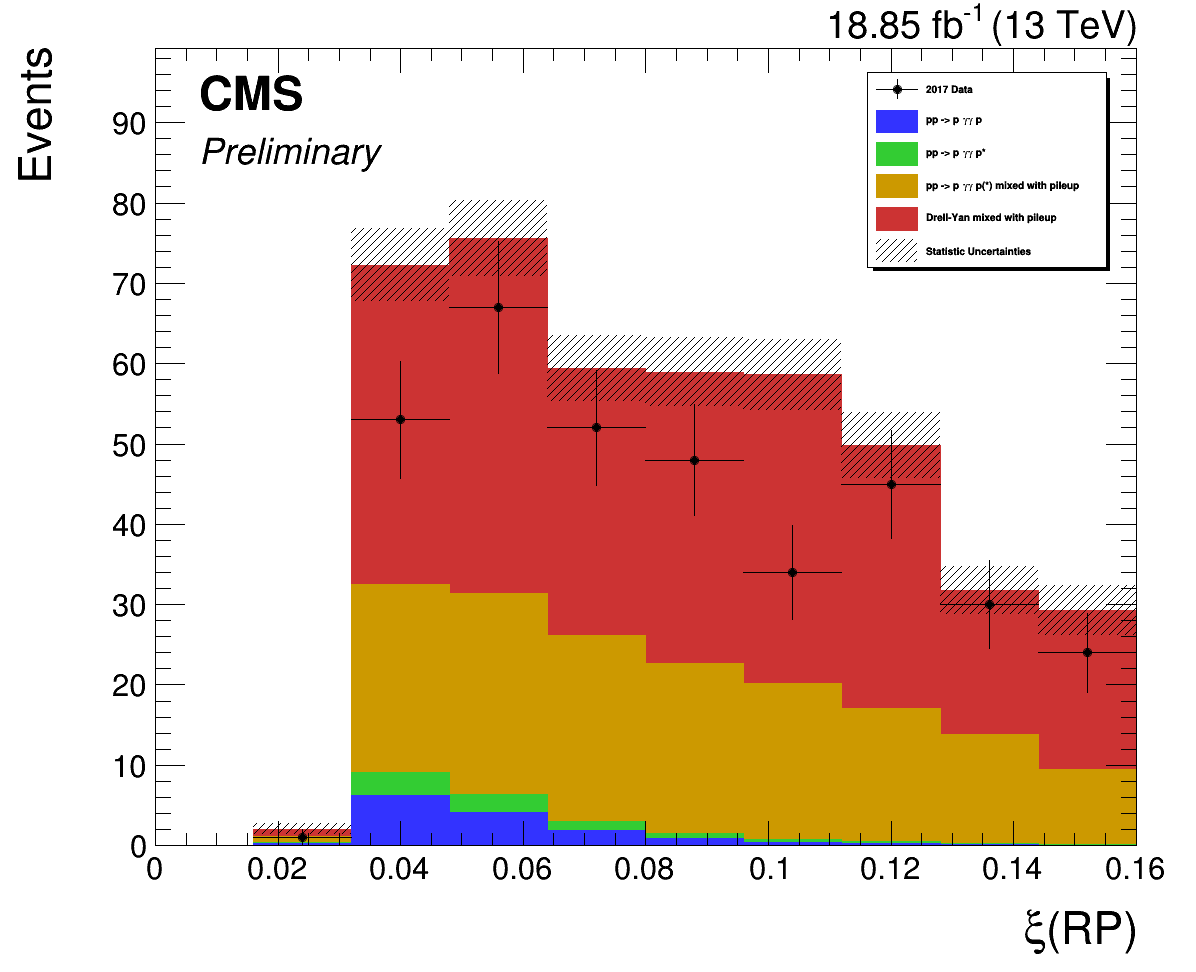 18.85 fb⁻¹ (13 TeV)
Events
CMS
Preliminary
2017 Data
pp -> p γγ p
pp -> p γγ p*
pp -> p γγ p(*) mixed with pileup
Drell-Yan mixed with pileup
Statistic Uncertainties
90
80
70
60
50
40
30
20
10
0
0 0.02 0.04 0.06 0.08 0.1 0.12 0.14 0.16
ξ(RP)